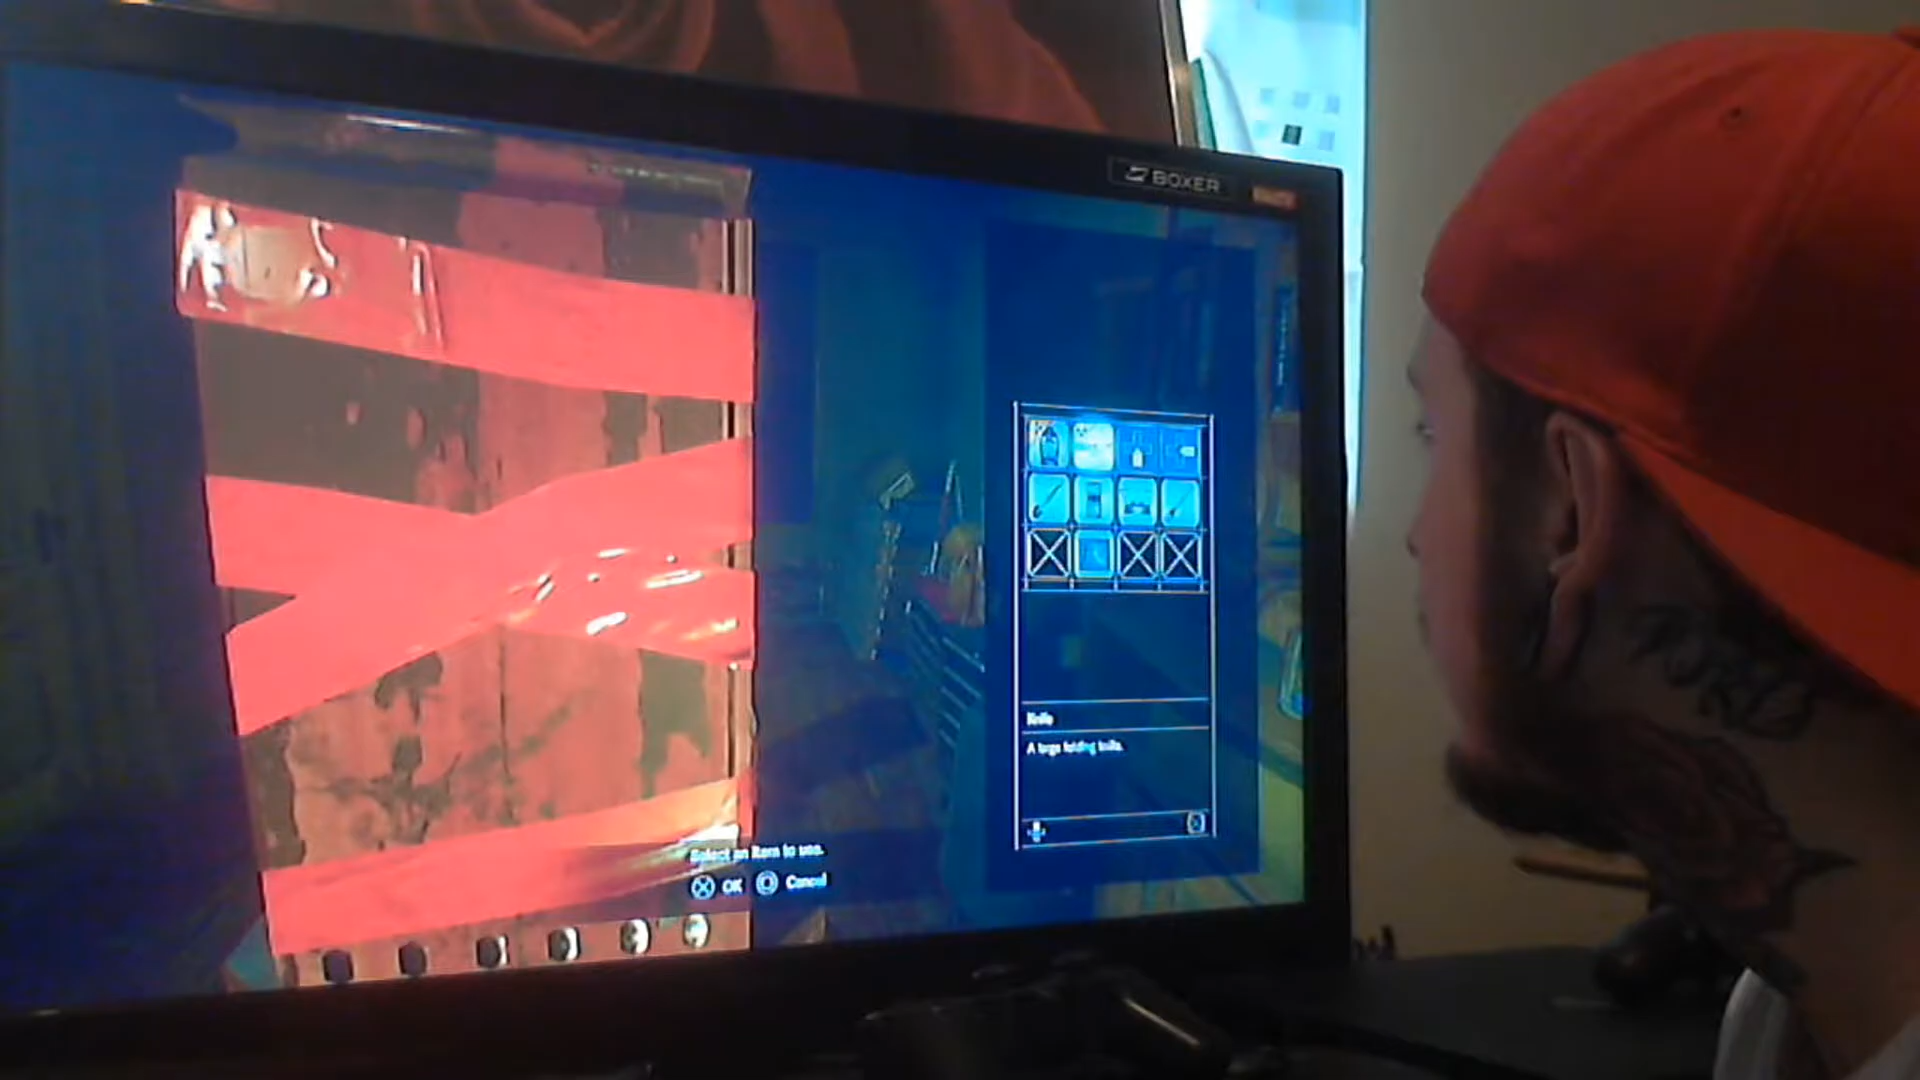 BOXER
Knife
A large folding knife.
Select an item to use.
OK Cancel